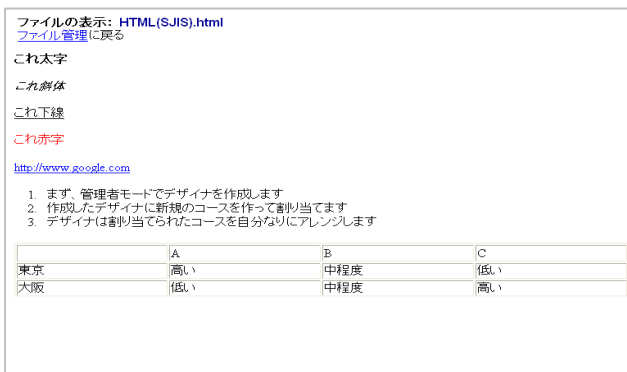 ファイルの表示: HTML(SJIS).html
ファイル管理に戻る
これ太字
これ斜体
これ下線
これ赤字
http://www.google.com
1. まず、管理者モードでデザイナを作成します
2. 作成したデザイナに新規のコースを作って割り当てます
3. デザイナは割り当てられたコースを自分なりにアレンジします
A B C
東京 高い 中程度 低い
大阪 低い 中程度 高い